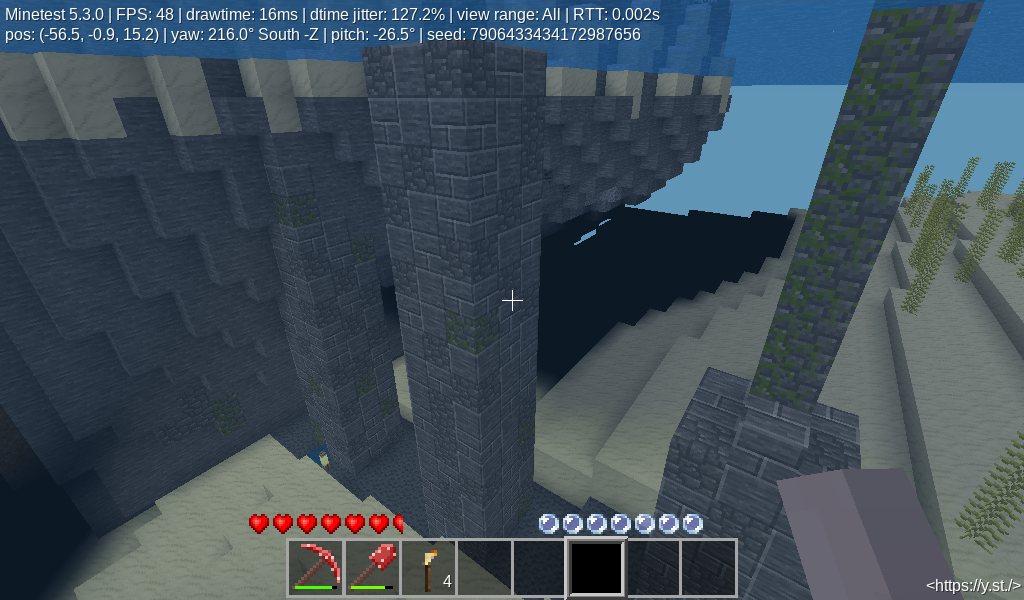 Minetest 5.3.0 | FPS: 48 | drawtime: 16ms | dtime jitter: 127.2% | view range: All | RTT: 0.002s
pos: (-56.5, -0.9, 15.2) | yaw: 216.0° South -Z | pitch: -26.5° | seed: 7906433434172987656
4
<https://y.st./>